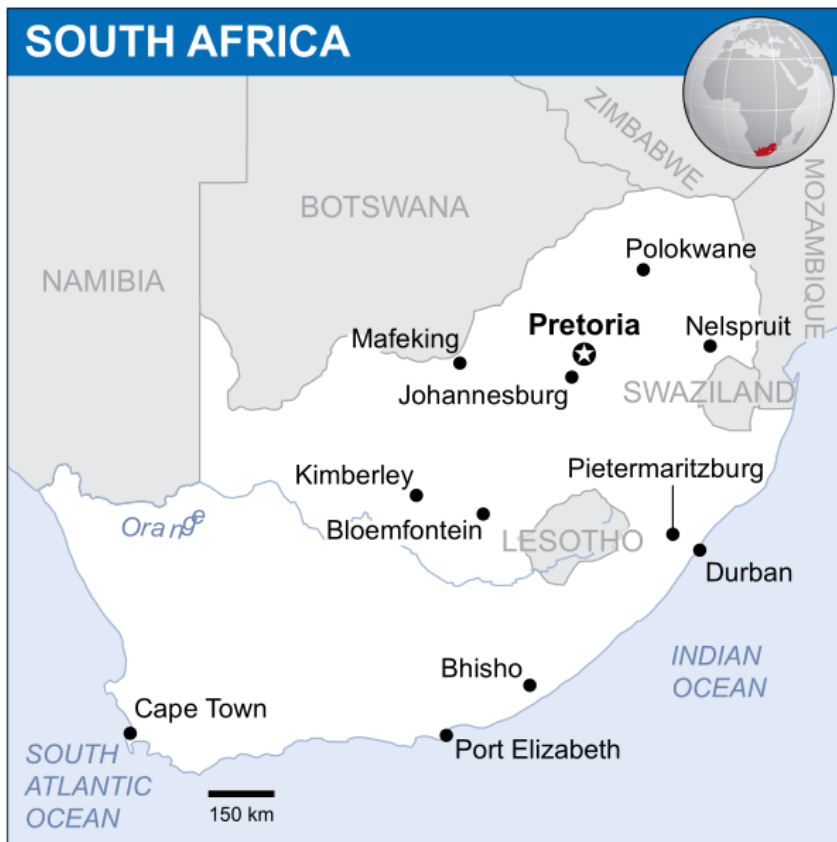 SOUTH AFRICA
ZIMBABWE
MOZAMBIQUE
BOTSWANA
NAMIBIA
Polokwane
Pretoria
Nelspruit
Mafeking
Johannesburg
SWAZILAND
Kimberley
Pietermaritzburg
Orange
Bloemfontein
LESOTHO
Durban
Bhisho
INDIAN
OCEAN
Cape Town
Port Elizabeth
SOUTH
ATLANTIC
OCEAN
150 km